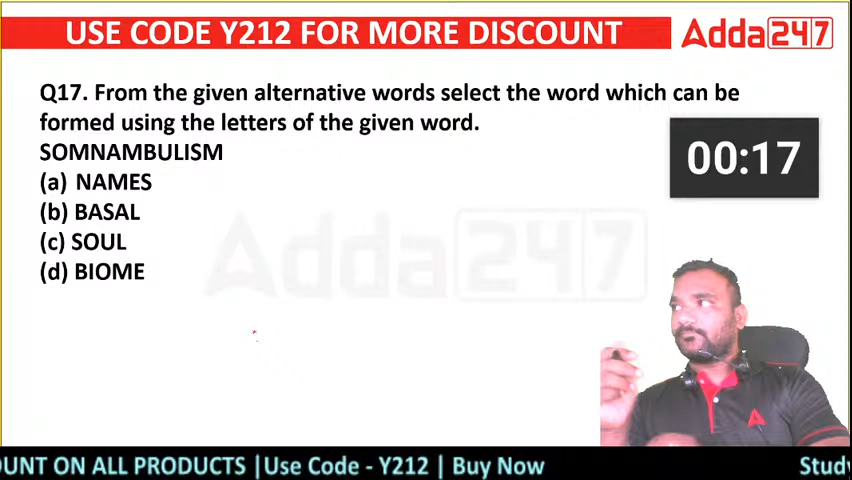 USE CODE Y212 FOR MORE DISCOUNT
Adda247
Q17. From the given alternative words select the word which can be
formed using the letters of the given word.
SOMNAMBULISM
00:17
(a) NAMES
(b) BASAL
(c) SOUL
(d) BIOME
Adda247
OUNT ON ALL PRODUCTS |Use Code - Y212 | Buy Now
Study